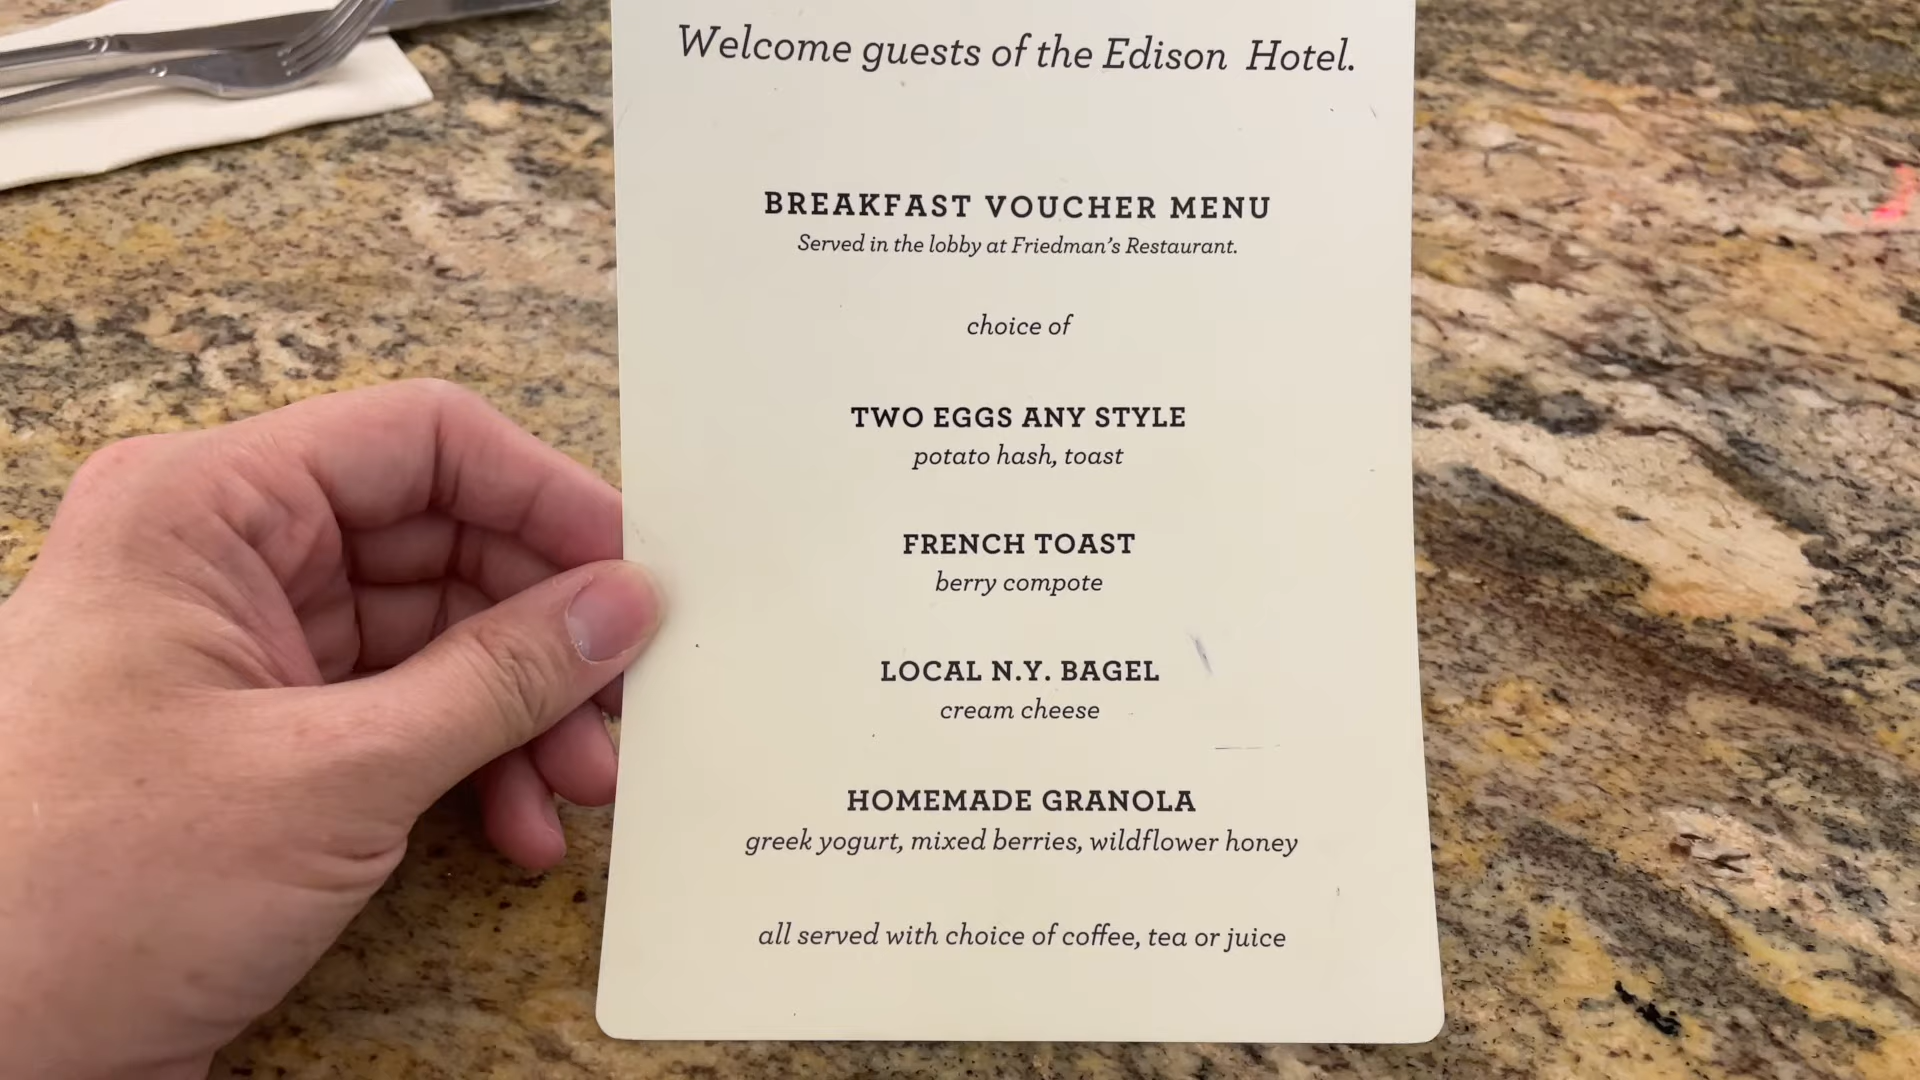 Welcome guests of the Edison Hotel.
BREAKFAST VOUCHER MENU
Served in the lobby at Friedman's Restaurant.
choice of
TWO EGGS ANY STYLE
potato hash, toast
FRENCH TOAST
berry compote
LOCAL N.Y. BAGEL
cream cheese
HOMEMADE GRANOLA
greek yogurt, mixed berries, wildflower honey
all served with choice of coffee, tea or juice